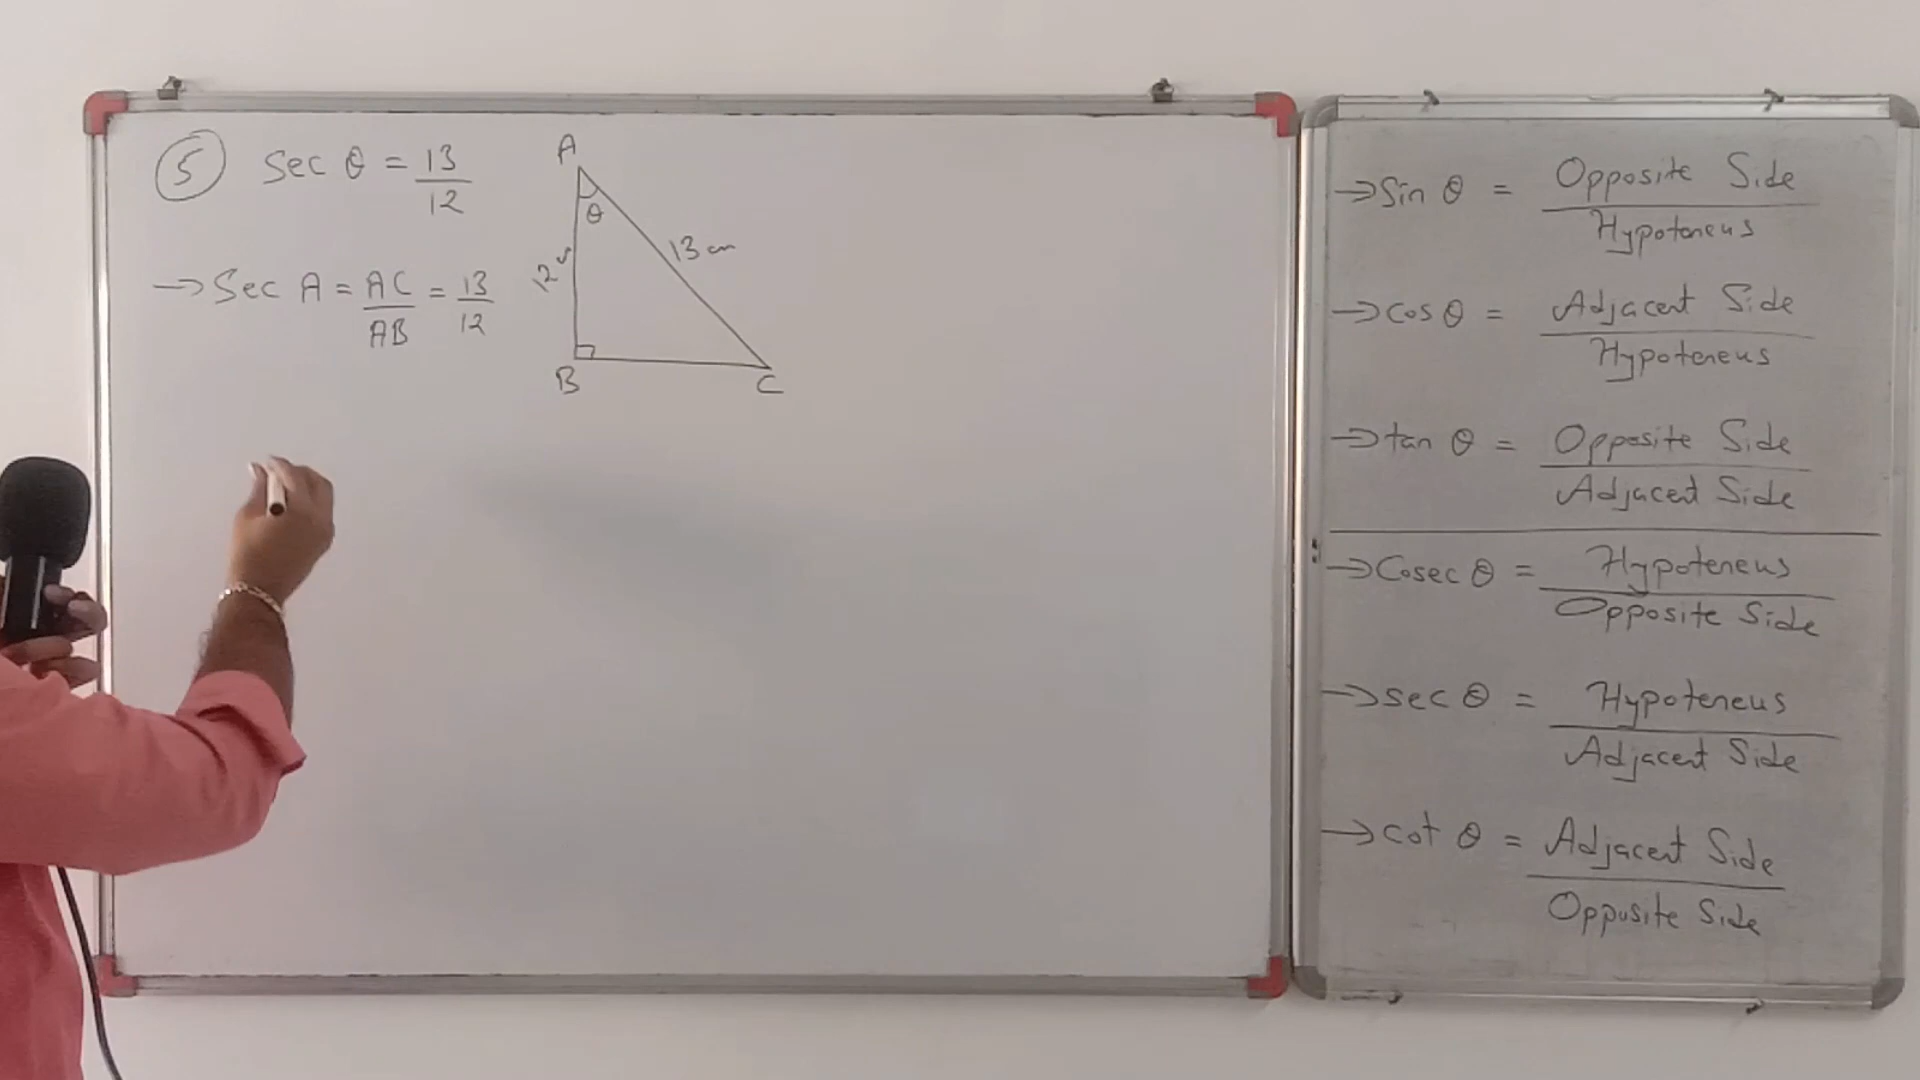 5 Sec θ = 13/12
→ Sec A = AC/AB = 13/12
A
θ
12
13 cm
B
C
→ Sin θ = Opposite Side / Hypoteneus
→ Cos θ = Adjacent Side / Hypoteneus
→ tan θ = Opposite Side / Adjacent Side
→ Cosec θ = Hypoteneus / Opposite Side
→ Sec θ = Hypoteneus / Adjacent Side
→ Cot θ = Adjacent Side / Opposite Side